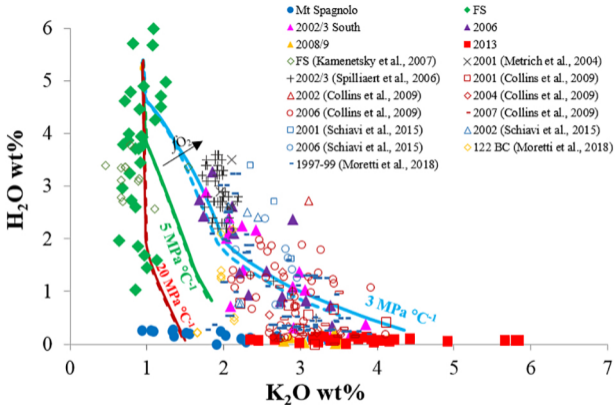 Mt Spagnolo
FS
2002/3 South
2006
2008/9
2013
FS (Kamenetsky et al., 2007)
2001 (Metrich et al., 2004)
2002/3 (Spilliaert et al., 2006)
2001 (Collins et al., 2009)
2002 (Collins et al., 2009)
2004 (Collins et al., 2009)
2006 (Collins et al., 2009)
2007 (Collins et al., 2009)
2001 (Schiavi et al., 2015)
2002 (Schiavi et al., 2015)
2006 (Schiavi et al., 2015)
122 BC (Moretti et al., 2018)
1997-99 (Moretti et al., 2018)
H₂O wt%
6
5
4
3
2
1
0
fO₂
5 MPa °C⁻¹
20 MPa °C⁻¹
3 MPa °C⁻¹
0 1 2 3 4 5 6 7
K₂O wt%